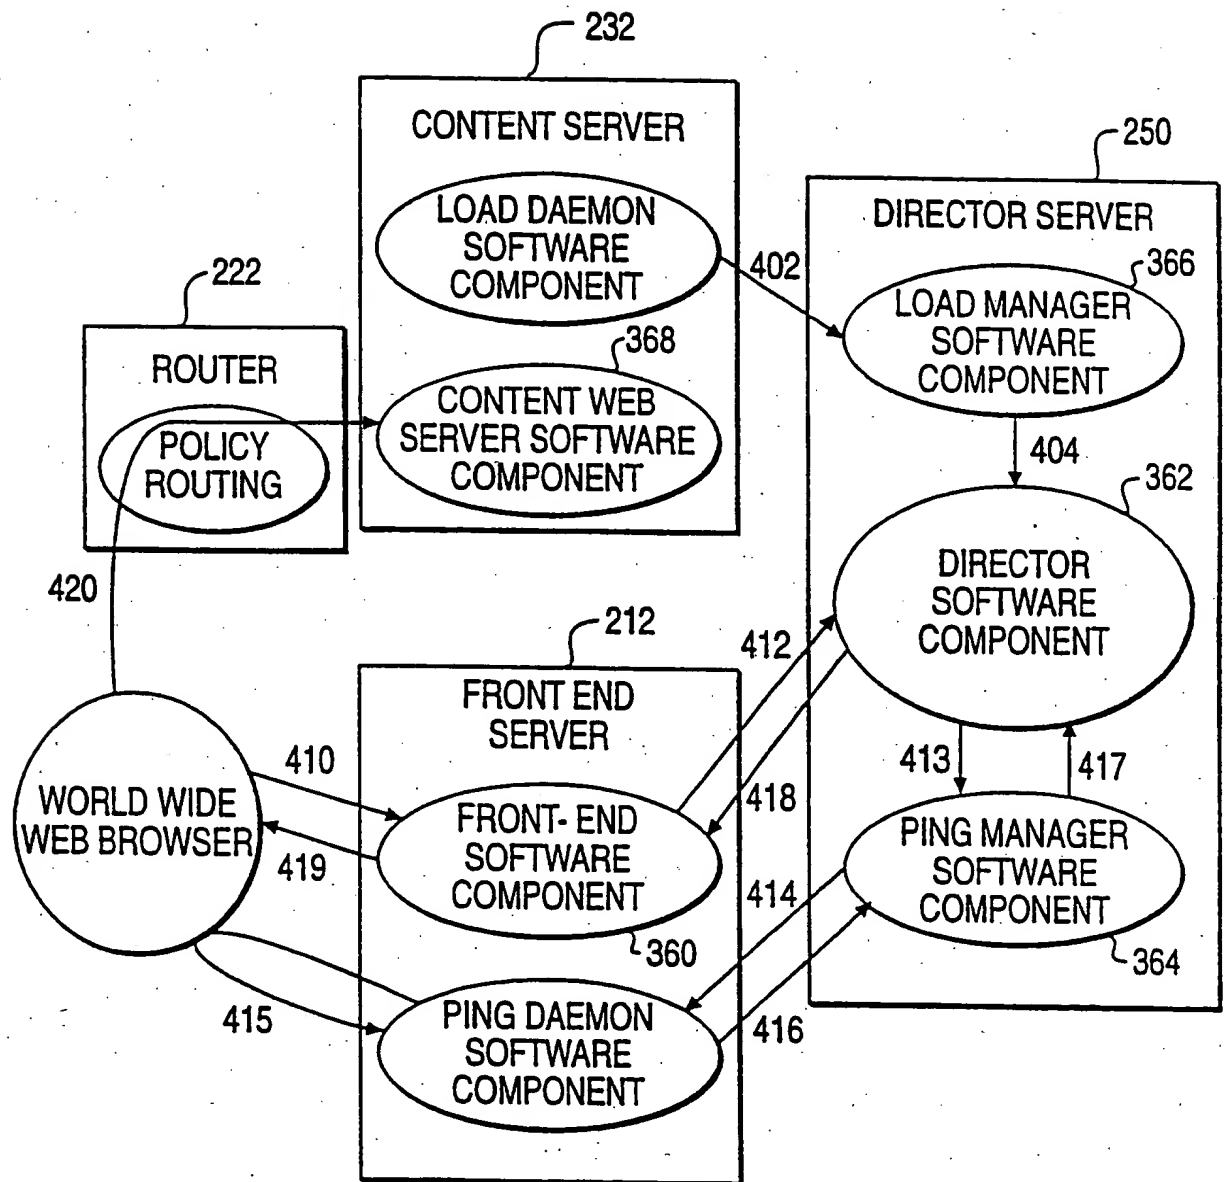 232
CONTENT SERVER
LOAD DAEMON
SOFTWARE
COMPONENT
368
CONTENT WEB
SERVER SOFTWARE
COMPONENT
222
ROUTER
POLICY
ROUTING
420
402
250
DIRECTOR SERVER
366
LOAD MANAGER
SOFTWARE
COMPONENT
404
362
DIRECTOR
SOFTWARE
COMPONENT
413
417
PING MANAGER
SOFTWARE
COMPONENT
364
212
FRONT END
SERVER
412
418
410
WORLD WIDE
WEB BROWSER
419
FRONT-END
SOFTWARE
COMPONENT
360
414
415
PING DAEMON
SOFTWARE
COMPONENT
416